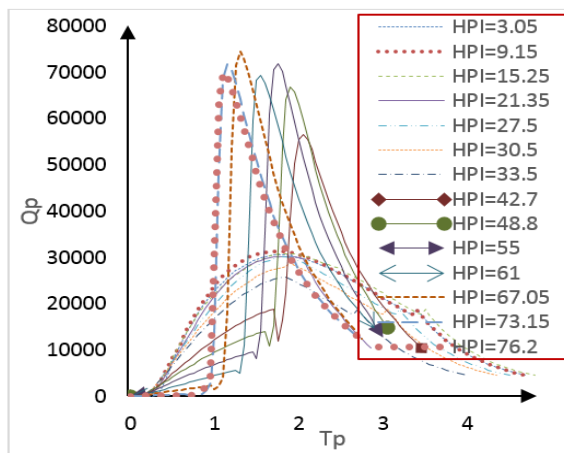 HPI=3.05
HPI=9.15
HPI=15.25
HPI=21.35
HPI=27.5
HPI=30.5
HPI=33.5
HPI=42.7
HPI=48.8
HPI=55
HPI=61
HPI=67.05
HPI=73.15
HPI=76.2
80000
70000
60000
50000
40000
30000
20000
10000
0
Qp
0 1 2 3 4
Tp